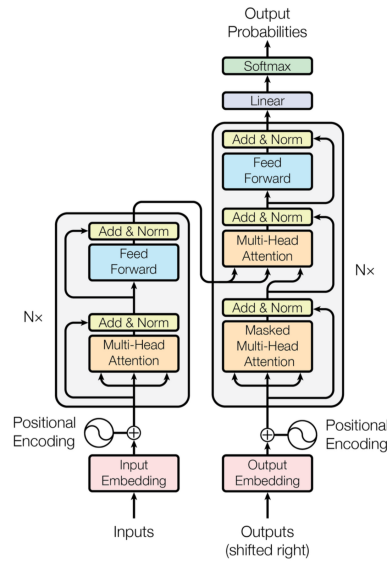 Output
Probabilities
Softmax
Linear
Add & Norm
Feed
Forward
Add & Norm
Multi-Head
Attention
Nx
Add & Norm
Masked
Multi-Head
Attention
Positional
Encoding
Output
Embedding
Outputs
(shifted right)
Add & Norm
Feed
Forward
Nx
Add & Norm
Multi-Head
Attention
Positional
Encoding
Input
Embedding
Inputs